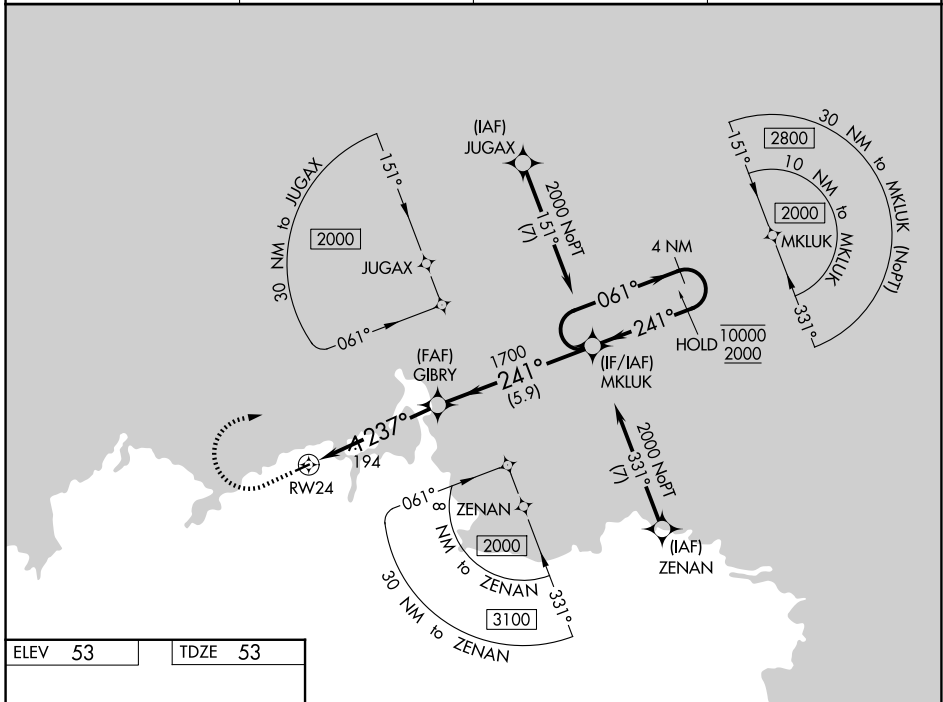 (IAF)
JUGAX
2000 NoPT
151°
(7)
30 NM to JUGAX
151°
2000
JUGAX
061°
30 NM to MKLUK (NoPT)
2800
151°
10 NM to MKLUK
2000
MKLUK
331°
4 NM
061°
241°
HOLD
10000
2000
(IF/IAF)
MKLUK
(FAF)
GIBRY
1700
241°
(5.9)
237°
194
RW24
2000 NoPT
331°
(7)
(IAF)
ZENAN
061°
ZENAN
8 NM to ZENAN
2000
331°
3100
30 NM to ZENAN
ELEV 53
TDZE 53